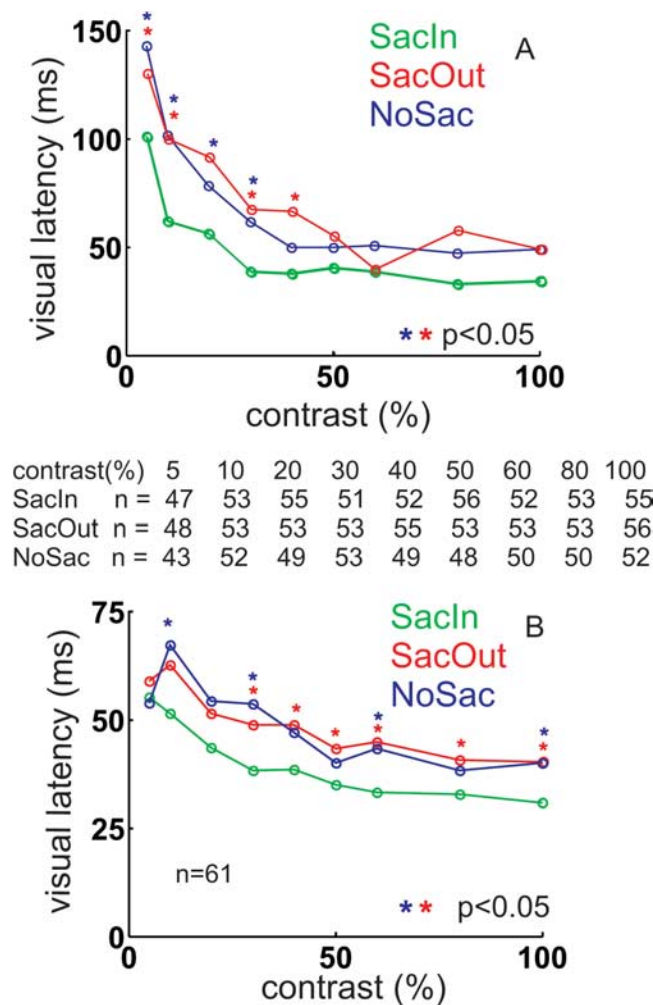 150
100
50
0
visual latency (ms)
* *
* *
*
* *
*
SacIn
SacOut
NoSac
A
* * p<0.05
0 50 100
contrast (%)
contrast(%) 5 10 20 30 40 50 60 80 100
SacIn n = 47 53 55 51 52 56 52 53 55
SacOut n = 48 53 53 53 55 53 53 53 56
NoSac n = 43 52 49 53 49 48 50 50 52
75
50
25
0
visual latency (ms)
*
* *
*
*
* *
*
* *
SacIn
SacOut
NoSac
B
n=61
* * p<0.05
0 50 100
contrast (%)